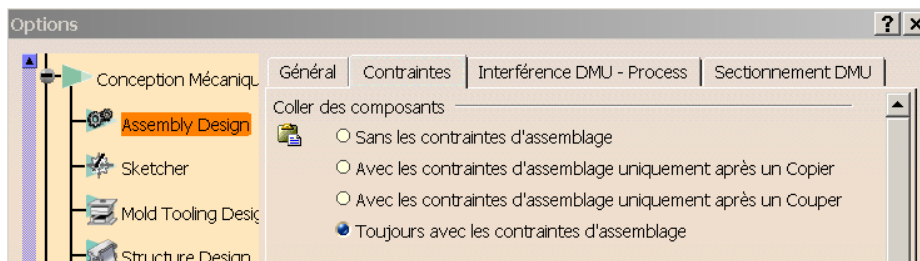 Options
Conception Mécaniqu
Assembly Design
Sketcher
Mold Tooling Desig
Structure Design
Général
Contraintes
Interférence DMU - Process
Sectionnement DMU
Coller des composants
Sans les contraintes d'assemblage
Avec les contraintes d'assemblage uniquement après un Copier
Avec les contraintes d'assemblage uniquement après un Couper
Toujours avec les contraintes d'assemblage